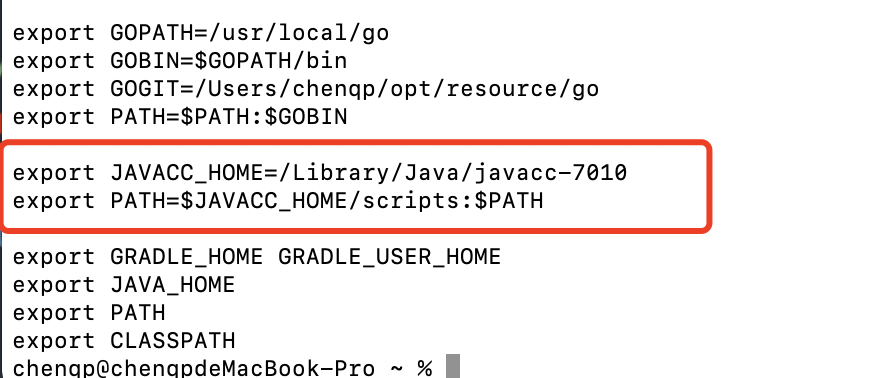 export GOPATH=/usr/local/go
export GOBIN=$GOPATH/bin
export GOGIT=/Users/chenqp/opt/resource/go
export PATH=$PATH:$GOBIN
export JAVACC_HOME=/Library/Java/javacc-7010
export PATH=$JAVACC_HOME/scripts:$PATH
export GRADLE_HOME GRADLE_USER_HOME
export JAVA_HOME
export PATH
export CLASSPATH
chenqp@chenqpdeMacBook-Pro ~ %